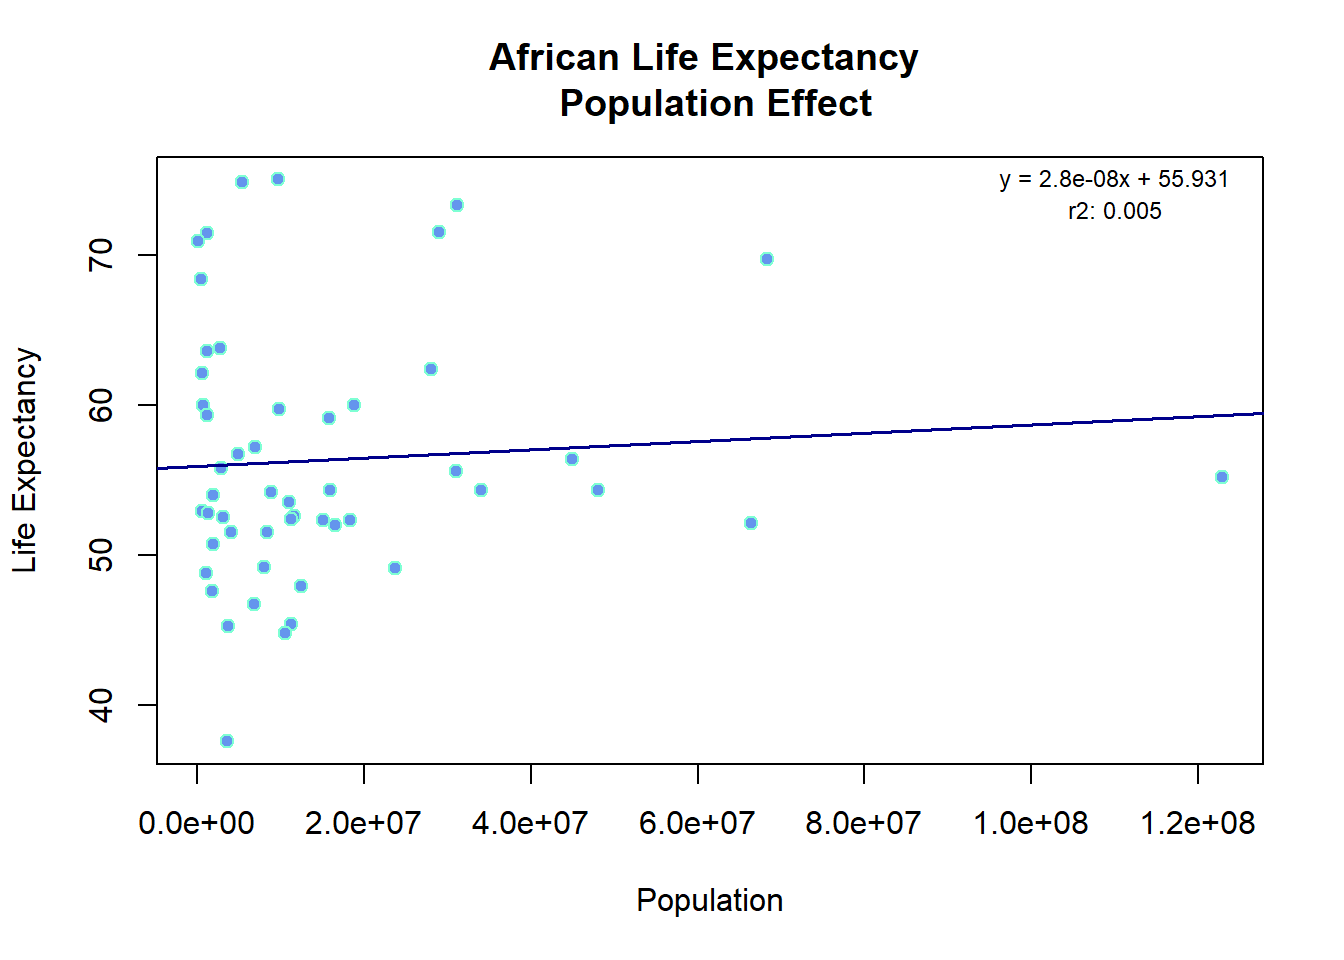 African Life Expectancy
Population Effect
y = 2.8e-08x + 55.931
r2: 0.005
Life Expectancy
70
60
50
40
0.0e+00 2.0e+07 4.0e+07 6.0e+07 8.0e+07 1.0e+08 1.2e+08
Population